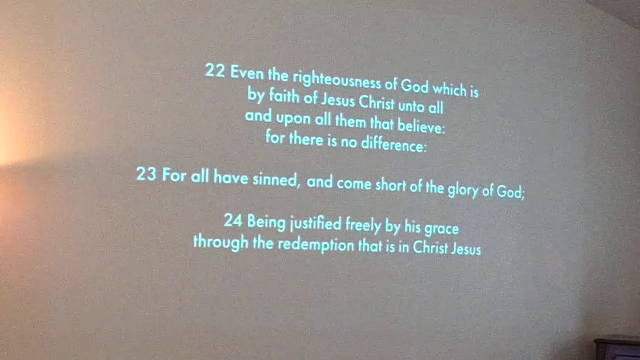 22 Even the righteousness of God which is
by faith of Jesus Christ unto all
and upon all them that believe:
for there is no difference:
23 For all have sinned, and come short of the glory of God;
24 Being justified freely by his grace
through the redemption that is in Christ Jesus